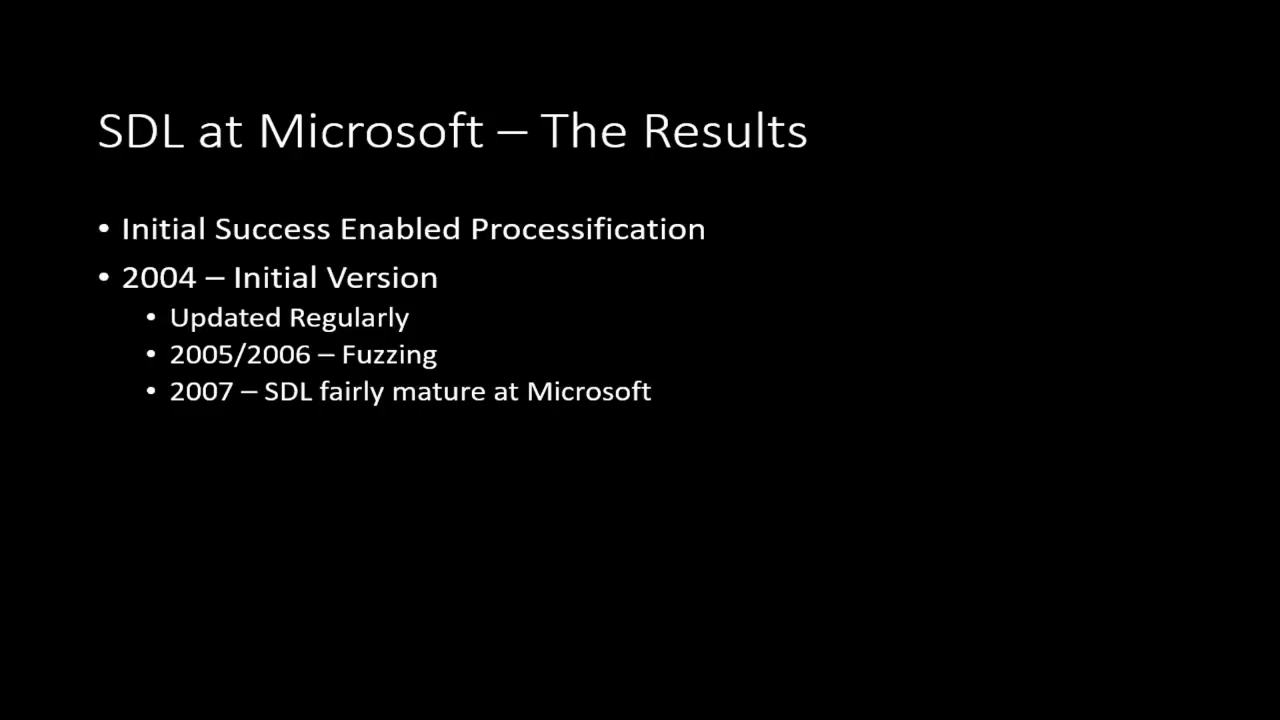 SDL at Microsoft – The Results
• Initial Success Enabled Processification
• 2004 – Initial Version
• Updated Regularly
• 2005/2006 – Fuzzing
• 2007 – SDL fairly mature at Microsoft